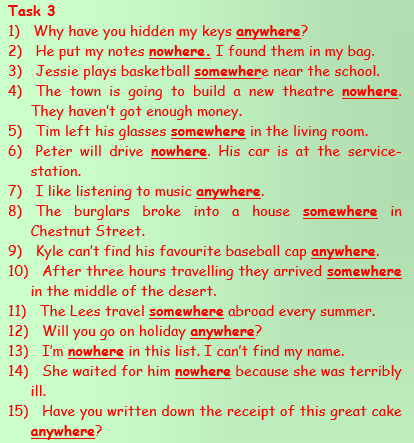 Task 3
1) Why have you hidden my keys anywhere?
2) He put my notes nowhere. I found them in my bag.
3) Jessie plays basketball somewhere near the school.
4) The town is going to build a new theatre nowhere.
They haven't got enough money.
5) Tim left his glasses somewhere in the living room.
6) Peter will drive nowhere. His car is at the service-
station.
7) I like listening to music anywhere.
8) The burglars broke into a house somewhere in
Chestnut Street.
9) Kyle can't find his favourite baseball cap anywhere.
10) After three hours travelling they arrived somewhere
in the middle of the desert.
11) The Lees travel somewhere abroad every summer.
12) Will you go on holiday anywhere?
13) I'm nowhere in this list. I can't find my name.
14) She waited for him nowhere because she was terribly
ill.
15) Have you written down the receipt of this great cake
anywhere?